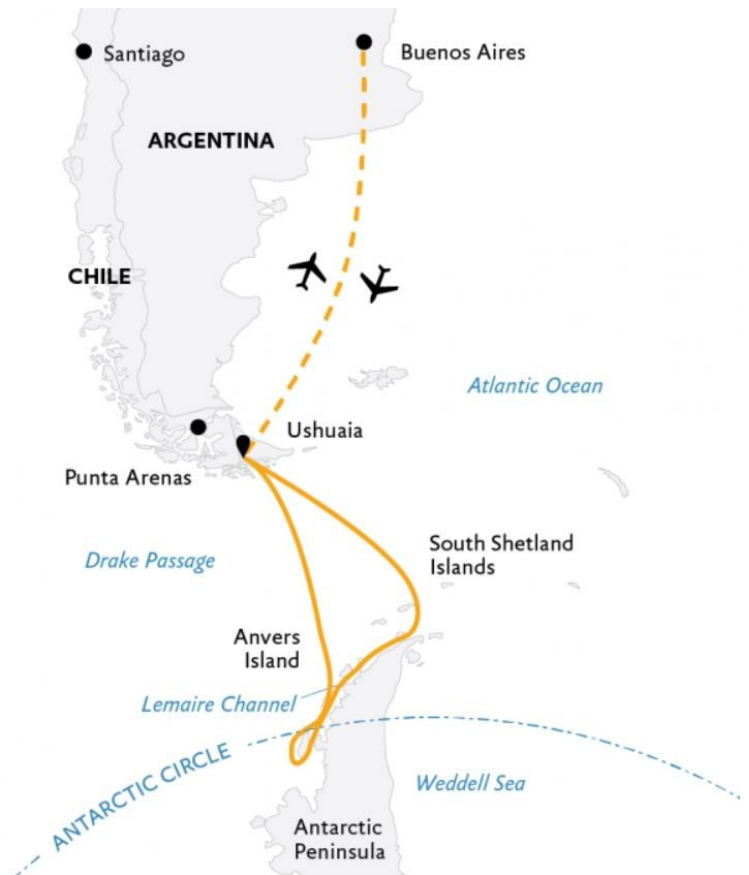 Santiago
Buenos Aires
ARGENTINA
CHILE
Atlantic Ocean
Ushuaia
Punta Arenas
South Shetland
Islands
Drake Passage
Anvers
Island
Lemaire Channel
ANTARCTIC CIRCLE
Weddell Sea
Antarctic
Peninsula